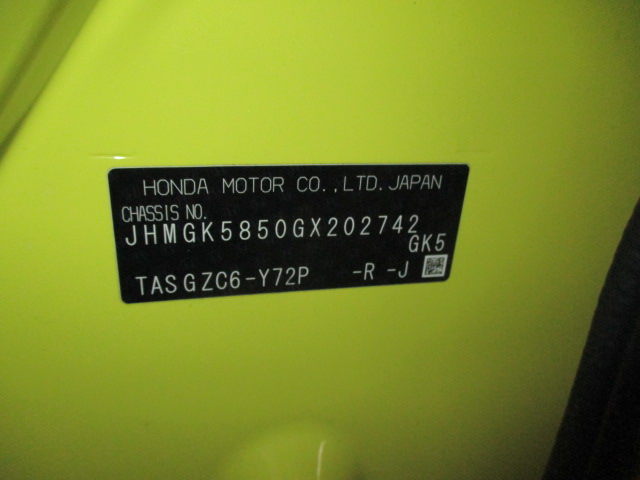 HONDA MOTOR CO.,LTD.JAPAN
CHASSIS NO.
JHMGK5850GX202742
GK5
TASGZC6-Y72P -R -J